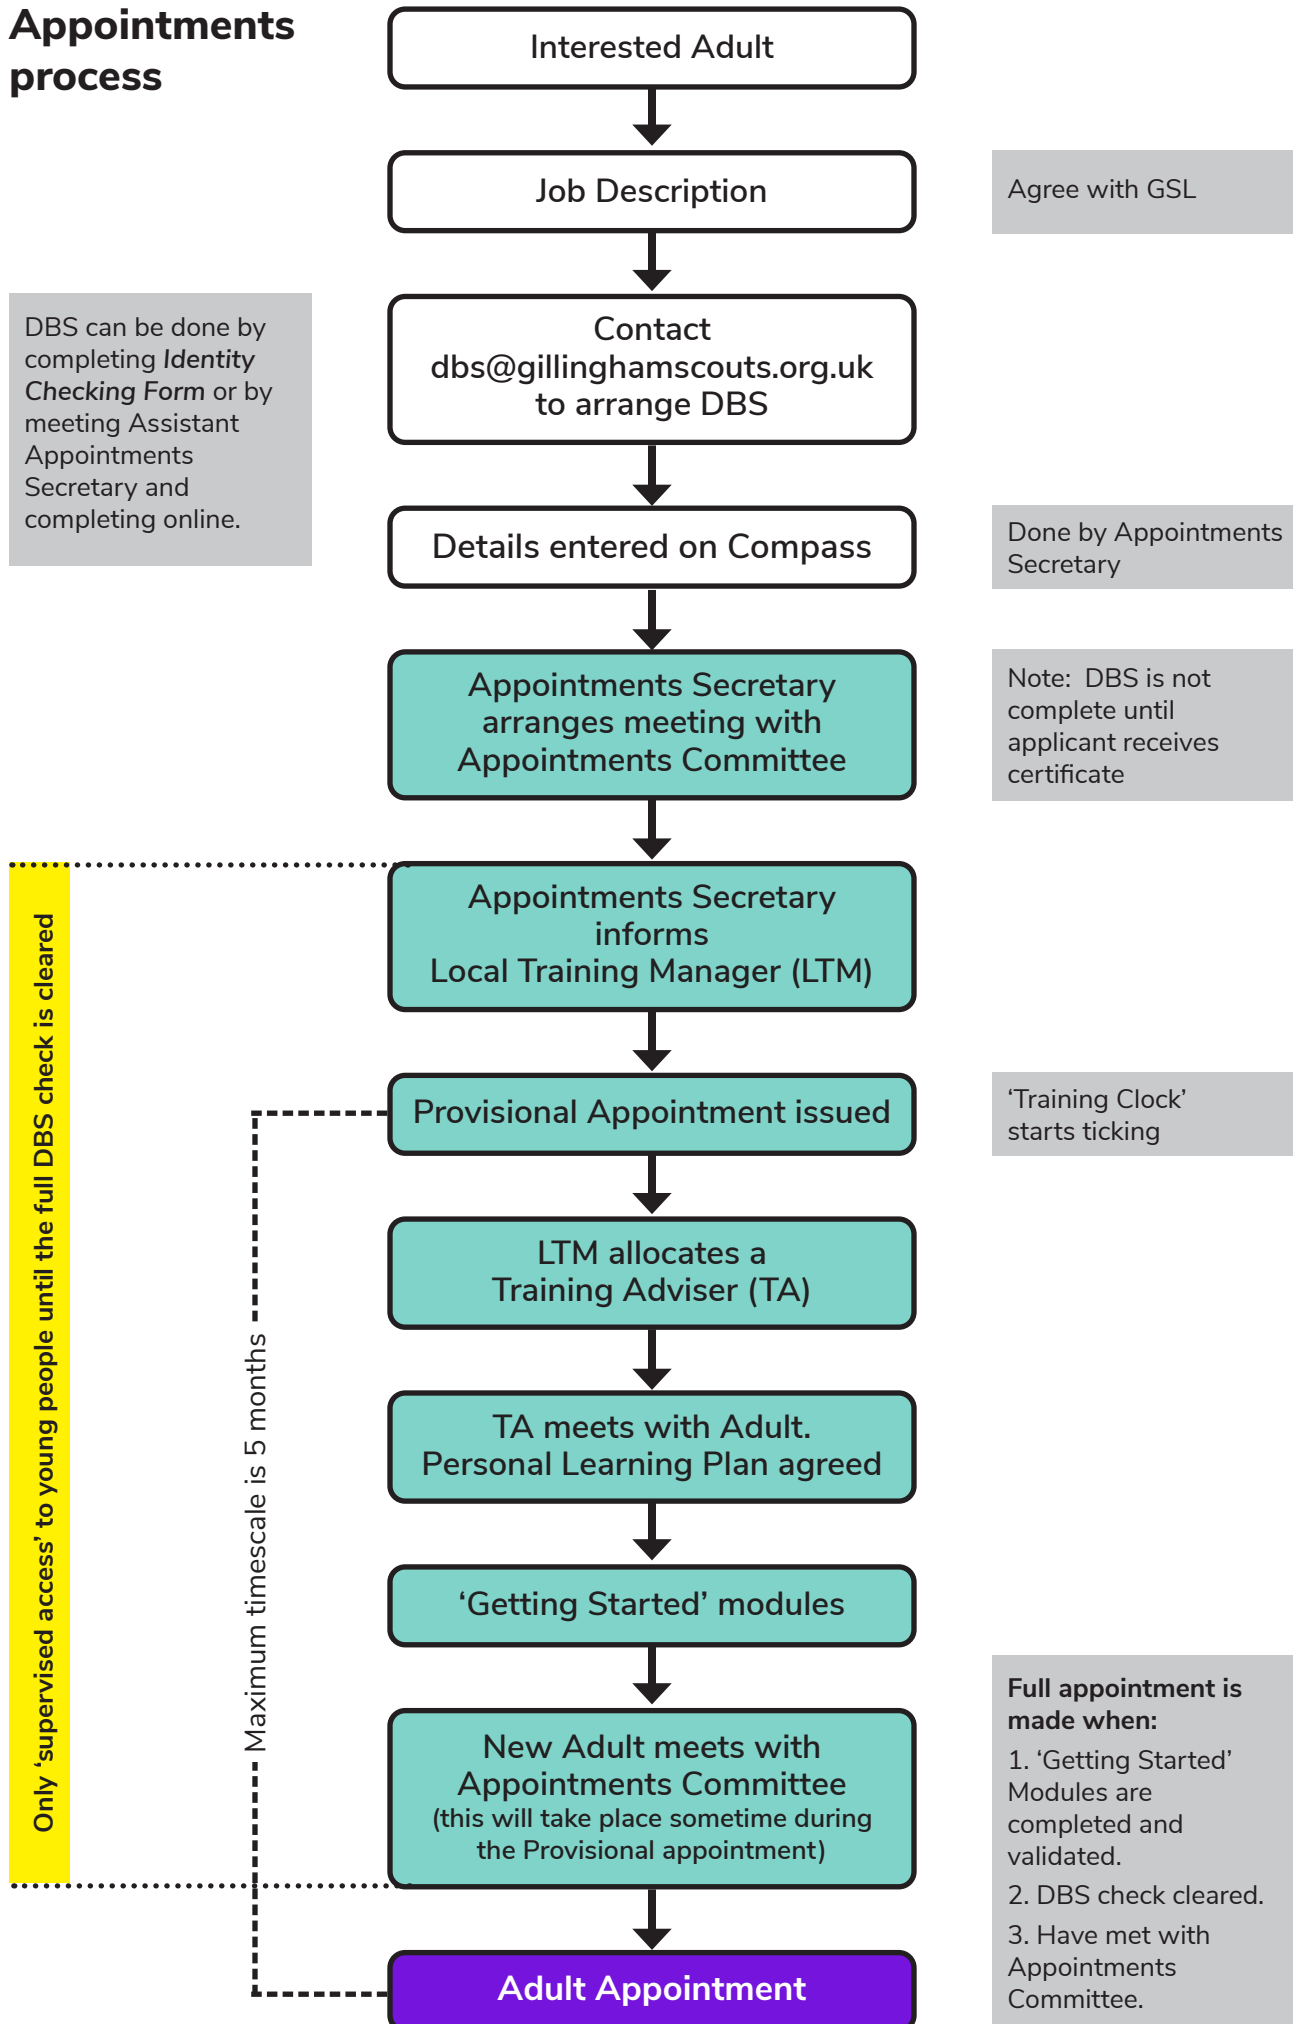 Appointments
process
Interested Adult
Job Description
Agree with GSL
Contact
dbs@gillinghamscouts.org.uk
to arrange DBS
DBS can be done by
completing Identity
Checking Form or by
meeting Assistant
Appointments
Secretary and
completing online.
Details entered on Compass
Done by Appointments
Secretary
Appointments Secretary
arranges meeting with
Appointments Committee
Note:  DBS is not
complete until
applicant receives
certificate
Appointments Secretary
informs
Local Training Manager (LTM)
Only ‘supervised access’ to young people until the full DBS check is cleared
Provisional Appointment issued
‘Training Clock’
starts ticking
Maximum timescale is 5 months
LTM allocates a
Training Adviser (TA)
TA meets with Adult.
Personal Learning Plan agreed
‘Getting Started’ modules
New Adult meets with
Appointments Committee
(this will take place sometime during
the Provisional appointment)
Full appointment is
made when:
1. ‘Getting Started’
Modules are
completed and
validated.
2. DBS check cleared.
3. Have met with
Appointments
Committee.
Adult Appointment